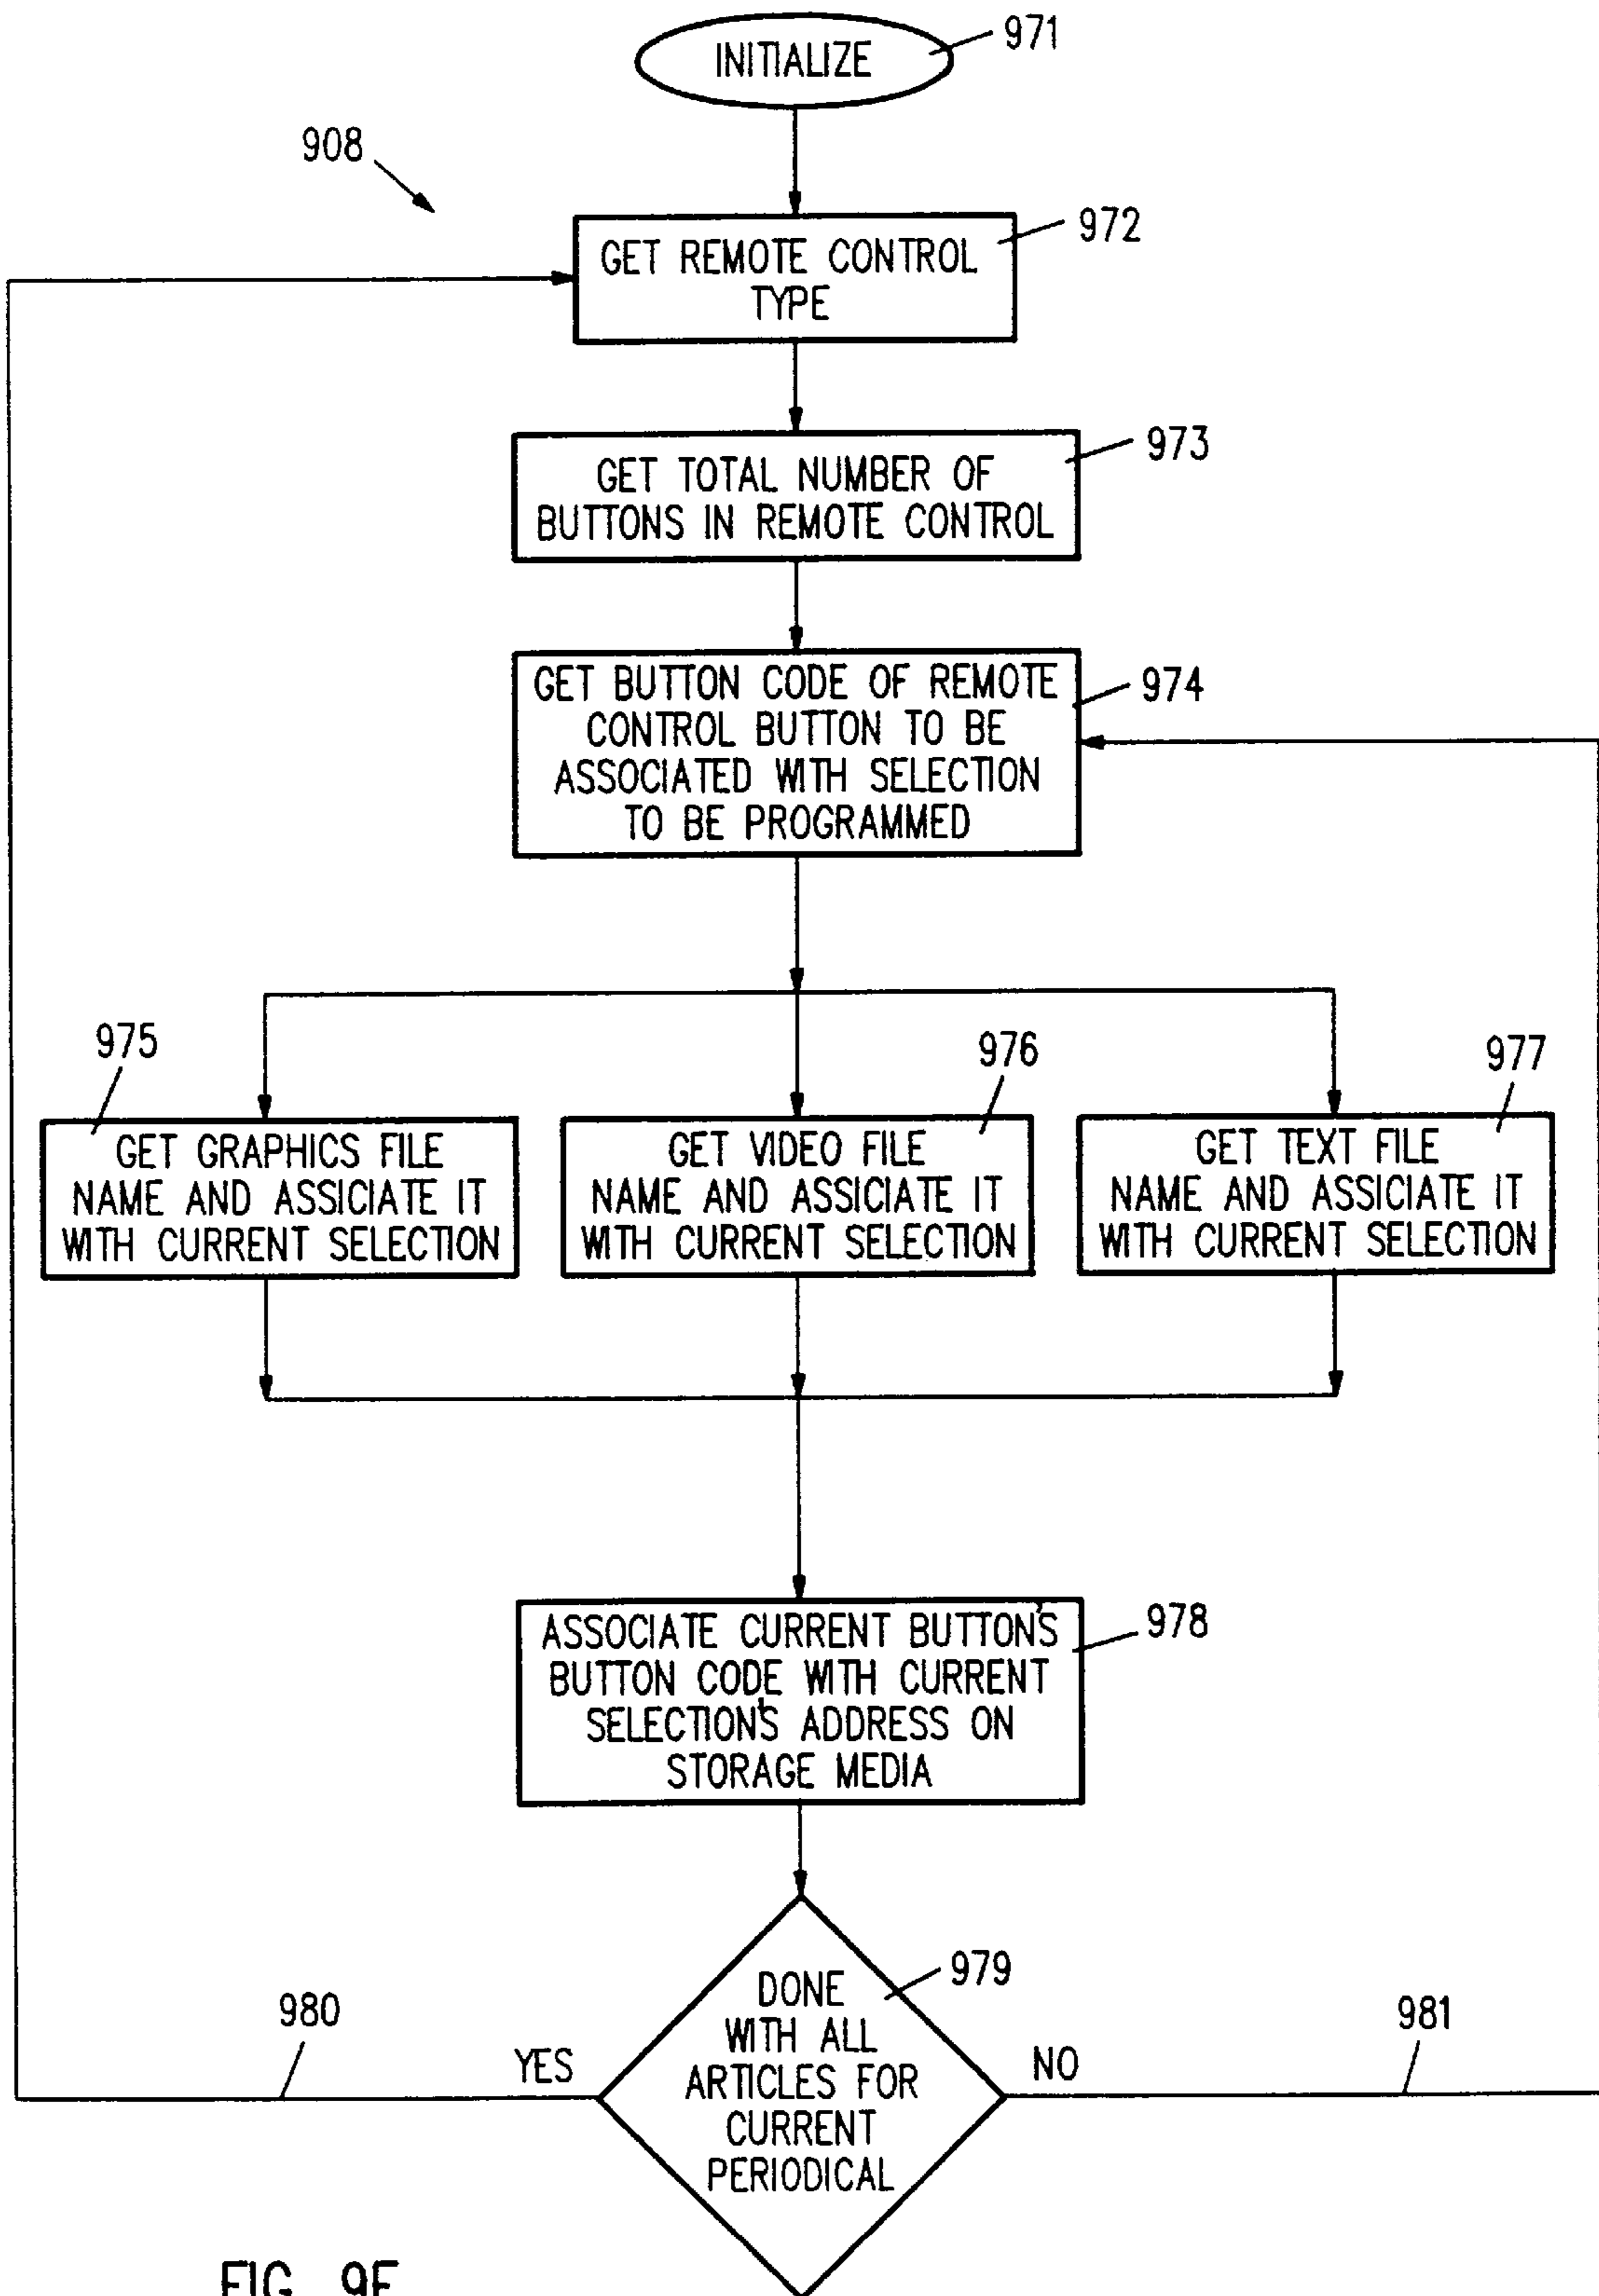 INITIALIZE
971
908
GET REMOTE CONTROL
TYPE
972
GET TOTAL NUMBER OF
BUTTONS IN REMOTE CONTROL
973
GET BUTTON CODE OF REMOTE
CONTROL BUTTON TO BE
ASSOCIATED WITH SELECTION
TO BE PROGRAMMED
974
975
GET GRAPHICS FILE
NAME AND ASSICIATE IT
WITH CURRENT SELECTION
976
GET VIDEO FILE
NAME AND ASSICIATE IT
WITH CURRENT SELECTION
977
GET TEXT FILE
NAME AND ASSICIATE IT
WITH CURRENT SELECTION
ASSOCIATE CURRENT BUTTON'S
BUTTON CODE WITH CURRENT
SELECTION'S ADDRESS ON
STORAGE MEDIA
978
DONE
WITH ALL
ARTICLES FOR
CURRENT
PERIODICAL
979
980
YES
NO
981
FIG. 9F